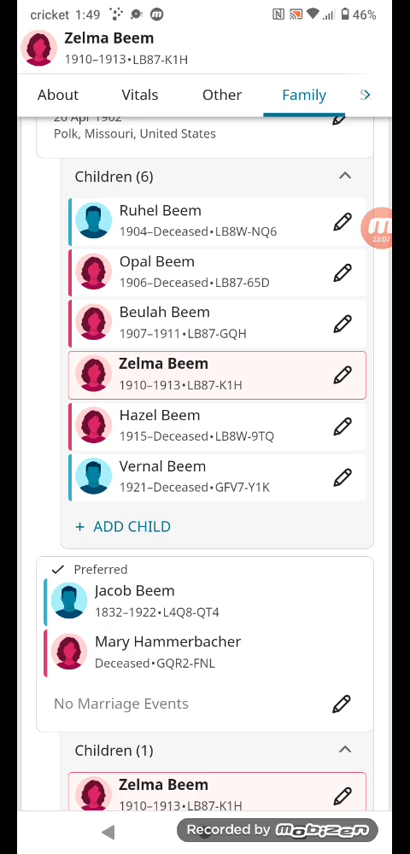 cricket 1:49 46%
Zelma Beem
1910–1913•LB87-K1H
About Vitals Other Family S
20 Apr 1902
Polk, Missouri, United States
Children (6)
Ruhel Beem
1904–Deceased•LB8W-NQ6
23:07
Opal Beem
1906–Deceased•LB87-65D
Beulah Beem
1907–1911•LB87-GQH
Zelma Beem
1910–1913•LB87-K1H
Hazel Beem
1915–Deceased•LB8W-9TQ
Vernal Beem
1921–Deceased•GFV7-Y1K
+ ADD CHILD
Preferred
Jacob Beem
1832–1922•L4Q8-QT4
Mary Hammerbacher
Deceased•GQR2-FNL
No Marriage Events
Children (1)
Zelma Beem
1910–1913•LB87-K1H
Recorded by mobizen